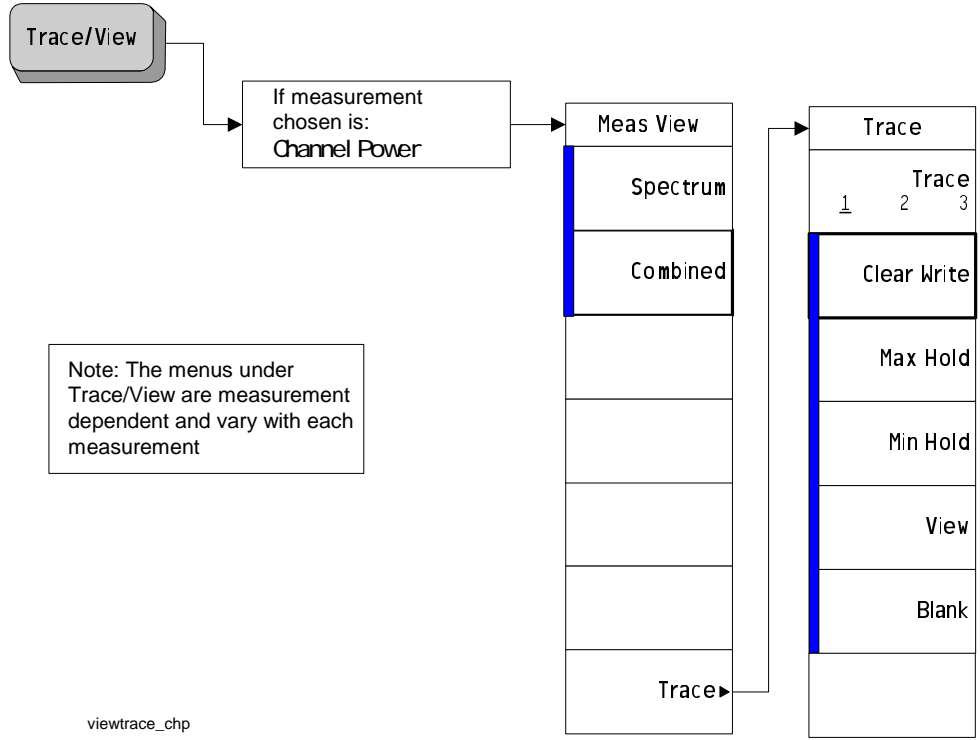 Trace/View
If measurement
chosen is:
Channel Power
Note: The menus under
Trace/View are measurement
dependent and vary with each
measurement
Meas View
Spectrum
Combined
Trace
Trace
Trace
1 2 3
Clear Write
Max Hold
Min Hold
View
Blank
viewtrace_chp